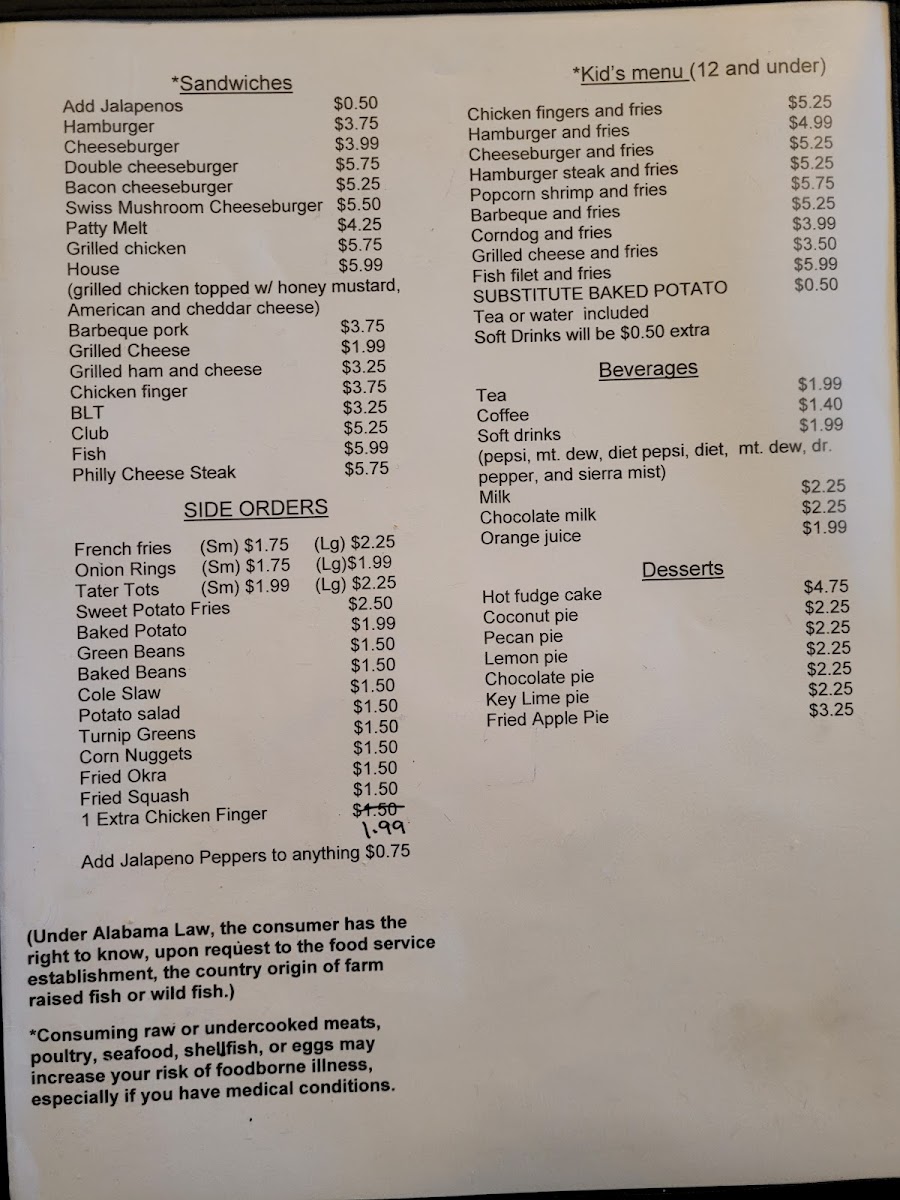 *Sandwiches
Add Jalapenos $0.50
Hamburger $3.75
Cheeseburger $3.99
Double cheeseburger $5.75
Bacon cheeseburger $5.25
Swiss Mushroom Cheeseburger $5.50
Patty Melt $4.25
Grilled chicken $5.75
House $5.99
(grilled chicken topped w/ honey mustard,
American and cheddar cheese)
Barbeque pork $3.75
Grilled Cheese $1.99
Grilled ham and cheese $3.25
Chicken finger $3.75
BLT $3.25
Club $5.25
Fish $5.99
Philly Cheese Steak $5.75
SIDE ORDERS
French fries (Sm) $1.75 (Lg) $2.25
Onion Rings (Sm) $1.75 (Lg)$1.99
Tater Tots (Sm) $1.99 (Lg) $2.25
Sweet Potato Fries $2.50
Baked Potato $1.99
Green Beans $1.50
Baked Beans $1.50
Cole Slaw $1.50
Potato salad $1.50
Turnip Greens $1.50
Corn Nuggets $1.50
Fried Okra $1.50
Fried Squash $1.50
1 Extra Chicken Finger $1.50
1.99
Add Jalapeno Peppers to anything $0.75
(Under Alabama Law, the consumer has the
right to know, upon request to the food service
establishment, the country origin of farm
raised fish or wild fish.)
*Consuming raw or undercooked meats,
poultry, seafood, shellfish, or eggs may
increase your risk of foodborne illness,
especially if you have medical conditions.
*Kid's menu (12 and under)
Chicken fingers and fries $5.25
Hamburger and fries $4.99
Cheeseburger and fries $5.25
Hamburger steak and fries $5.25
Popcorn shrimp and fries $5.75
Barbeque and fries $5.25
Corndog and fries $3.99
Grilled cheese and fries $3.50
Fish filet and fries $5.99
SUBSTITUTE BAKED POTATO $0.50
Tea or water included
Soft Drinks will be $0.50 extra
Beverages
Tea $1.99
Coffee $1.40
Soft drinks $1.99
(pepsi, mt. dew, diet pepsi, diet, mt. dew, dr.
pepper, and sierra mist)
Milk $2.25
Chocolate milk $2.25
Orange juice $1.99
Desserts
Hot fudge cake $4.75
Coconut pie $2.25
Pecan pie $2.25
Lemon pie $2.25
Chocolate pie $2.25
Key Lime pie $2.25
Fried Apple Pie $3.25